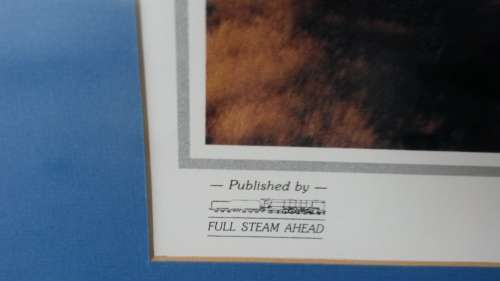 — Published by —
FULL STEAM AHEAD